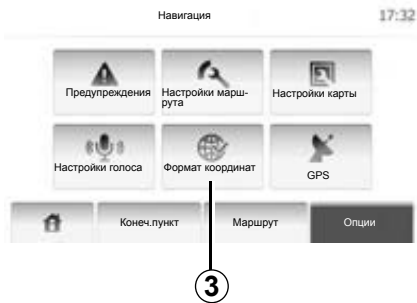 Навигация
17:32
Предупреждения
Настройки марш-
рута
Настройки карты
Настройки голоса
Формат координат
GPS
Конеч.пункт
Маршрут
Опции
3